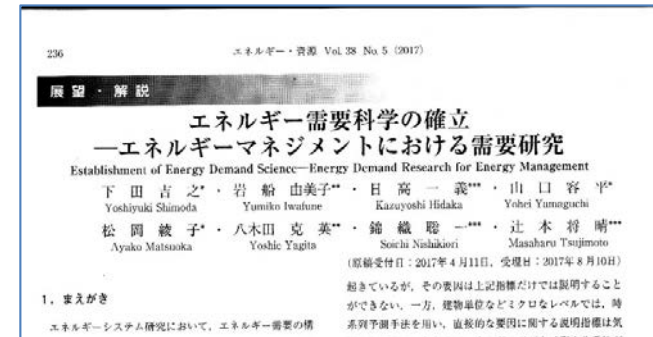 236
エネルギー・資源 Vol. 38 No. 5 (2017)
展望・解説
エネルギー需要科学の確立
—エネルギーマネジメントにおける需要研究
Establishment of Energy Demand Science—Energy Demand Research for Energy Management
下田吉之*・岩船由美子**・日高一義***・山口容平*
Yoshiyuki Shimoda Yumiko Iwafune Kazuyoshi Hidaka Yohei Yamaguchi
松岡綾子*・八木田克英**・錦織聡一***・辻本将晴***
Ayako Matsuoka Yoshie Yagita Soichi Nishikiori Masaharu Tsujimoto
(原稿受付日:2017年4月11日,受理日:2017年8月10日)
1.まえがき
エネルギーシステム研究において,エネルギー需要の構
起きているが,その要因は上記指標だけでは説明すること
ができない.一方,建物単位などミクロなレベルでは,時
系列予測手法を用い,直接的な要因に関する説明指標は気